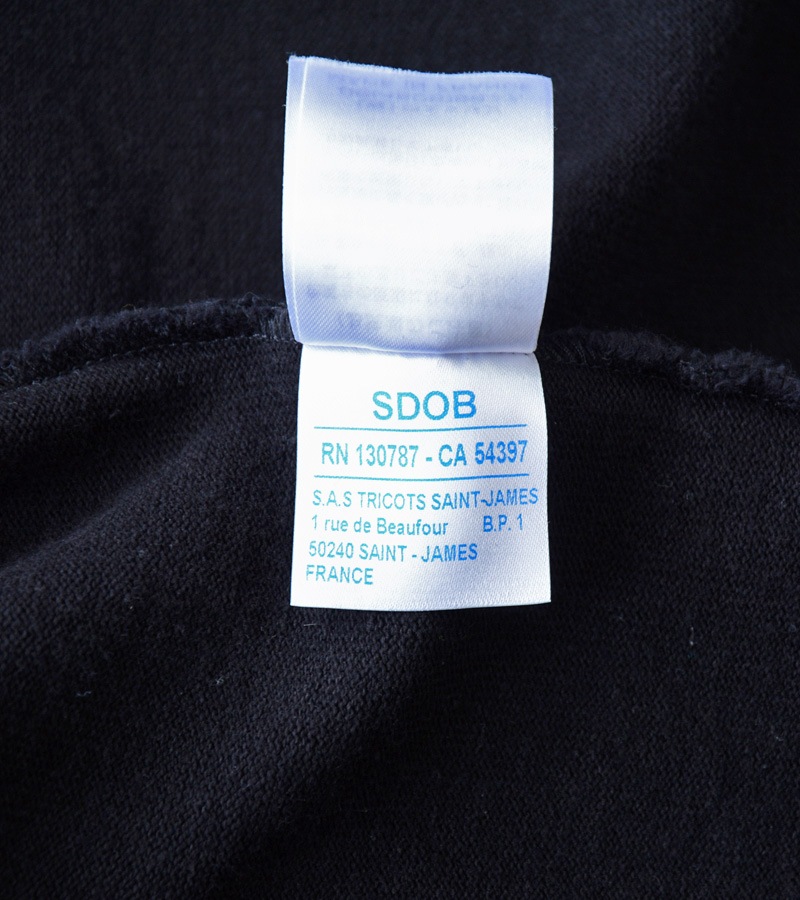 SDOB
RN 130787 - CA 54397
S.A.S TRICOTS SAINT-JAMES
1 rue de Beaufour B.P. 1
50240 SAINT - JAMES
FRANCE